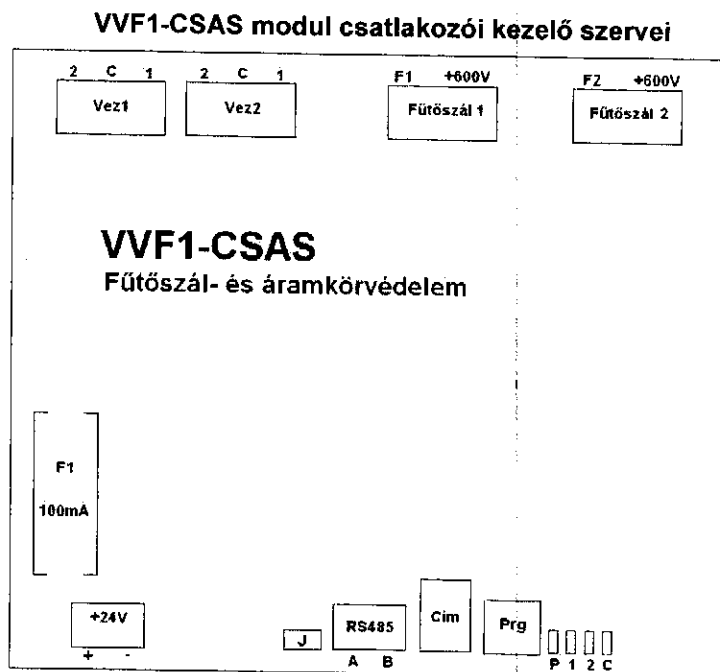 VVF1-CSAS modul csatlakozói kezelő szervei
2 C 1
Vez1
2 C 1
Vez2
F1 +600V
Fűtőszál 1
F2 +600V
Fűtőszál 2
VVF1-CSAS
Fűtőszál- és áramkörvédelem
F1
100mA
+24V
+ -
J
RS485
A B
Cím
Prg
P 1 2 C